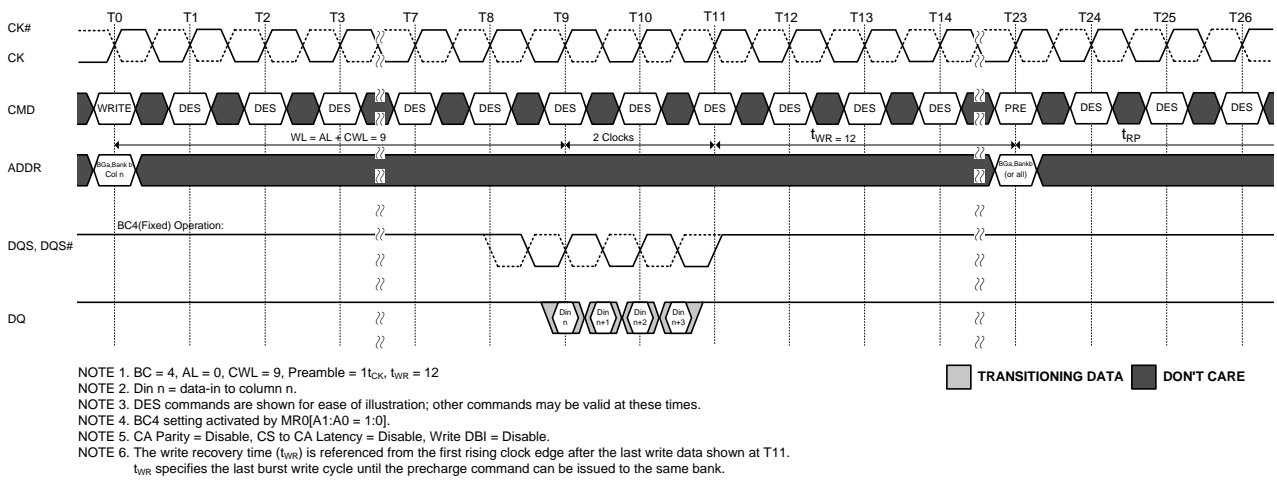 T0 T1 T2 T3 T7 T8 T9 T10 T11 T12 T13 T14 T23 T24 T25 T26
CK#
CK
CMD WRITE DES DES DES DES DES DES DES DES DES DES DES PRE DES DES DES
WL = AL + CWL = 9 2 Clocks tWR = 12 tRP
ADDR
BGa,Bank b
Col n
BGa,Bankb
(or all)
BC4(Fixed) Operation:
DQS, DQS#
DQ
Din
n
Din
n+1
Din
n+2
Din
n+3
NOTE 1. BC = 4, AL = 0, CWL = 9, Preamble = 1tCK, tWR = 12
NOTE 2. Din n = data-in to column n.
NOTE 3. DES commands are shown for ease of illustration; other commands may be valid at these times.
NOTE 4. BC4 setting activated by MR0[A1:A0 = 1:0].
NOTE 5. CA Parity = Disable, CS to CA Latency = Disable, Write DBI = Disable.
NOTE 6. The write recovery time (tWR) is referenced from the first rising clock edge after the last write data shown at T11.
tWR specifies the last burst write cycle until the precharge command can be issued to the same bank.
TRANSITIONING DATA
DON'T CARE